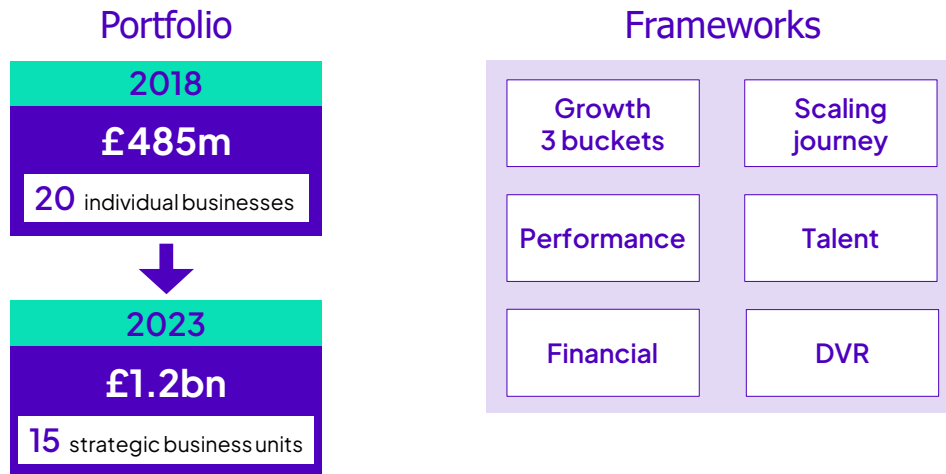 Portfolio
2018
£485m
20 individual businesses
2023
£1.2bn
15 strategic business units
Frameworks
Growth
3 buckets
Scaling
journey
Performance
Talent
Financial
DVR